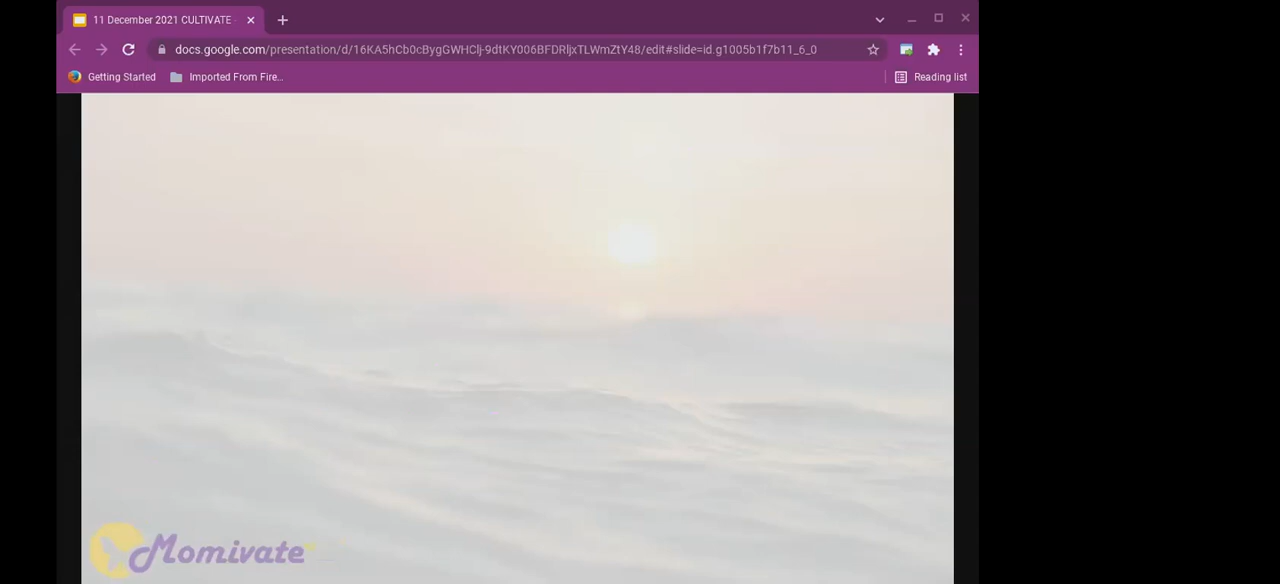 11 December 2021 CULTIVATE
docs.google.com/presentation/d/16KA5hCb0cBygGWHClj-9dtKY006BFDRljxTLWmZtY48/edit#slide=id.g1005b1f7b11_6_0
Getting Started
Imported From Fire...
Reading list
Momivate